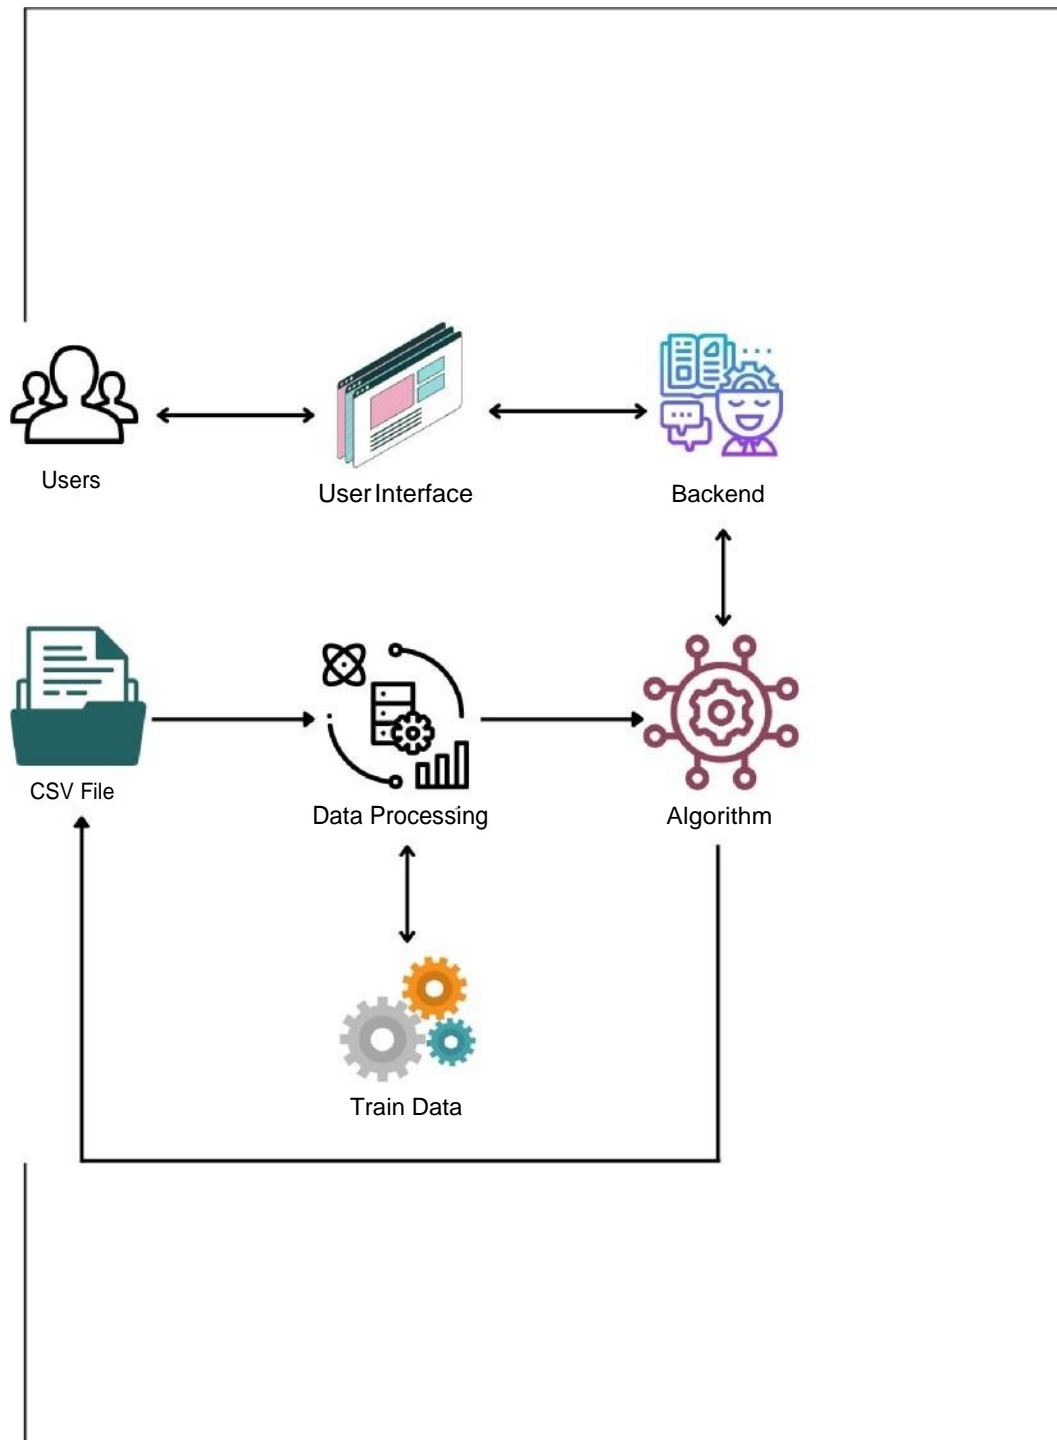 Users
User Interface
Backend
CSV File
Data Processing
Algorithm
Train Data